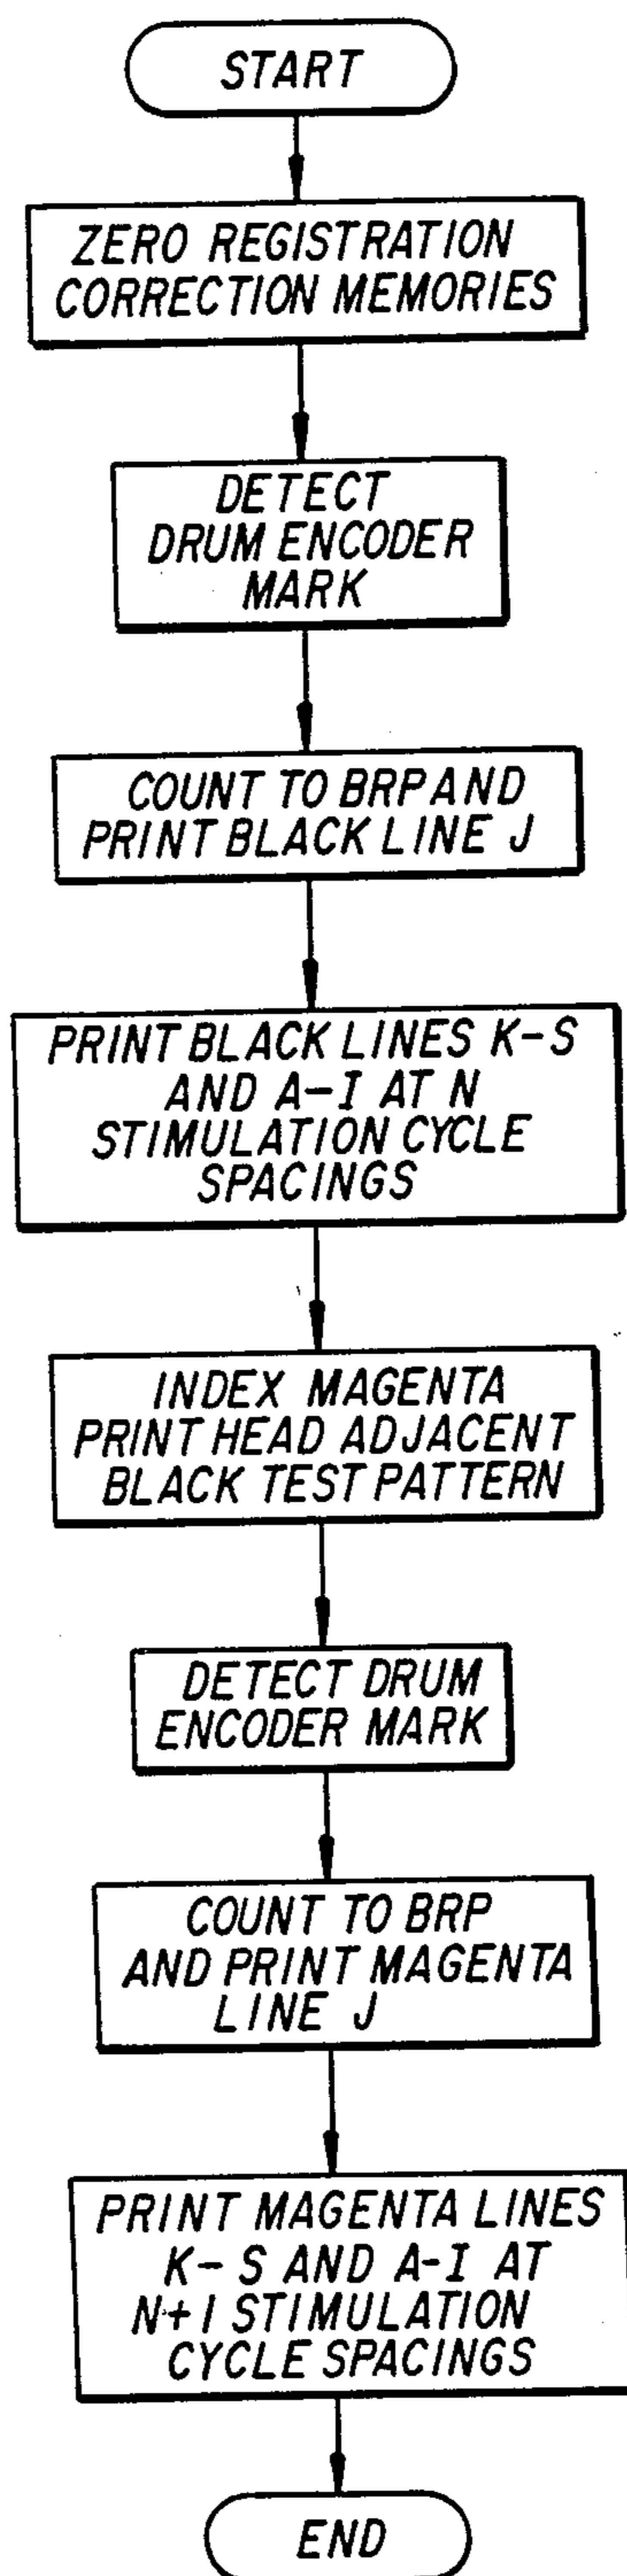 START
ZERO REGISTRATION
CORRECTION MEMORIES
DETECT
DRUM ENCODER
MARK
COUNT TO BRP AND
PRINT BLACK LINE J
PRINT BLACK LINES K-S
AND A-I AT N
STIMULATION CYCLE
SPACINGS
INDEX MAGENTA
PRINT HEAD ADJACENT
BLACK TEST PATTERN
DETECT DRUM
ENCODER MARK
COUNT TO BRP
AND PRINT MAGENTA
LINE J
PRINT MAGENTA LINES
K-S AND A-I AT
N+1 STIMULATION
CYCLE SPACINGS
END